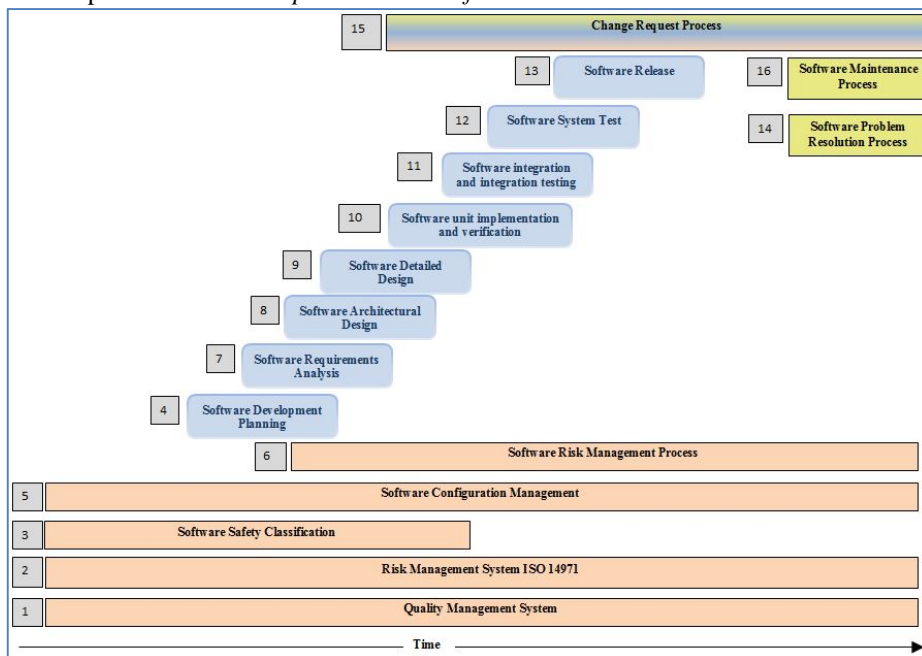 15
Change Request Process
13
Software Release
16
Software Maintenance
Process
12
Software System Test
14
Software Problem
Resolution Process
11
Software integration
and integration testing
10
Software unit implementation
and verification
9
Software Detailed
Design
8
Software Architectural
Design
7
Software Requirements
Analysis
4
Software Development
Planning
6
Software Risk Management Process
5
Software Configuration Management
3
Software Safety Classification
2
Risk Management System ISO 14971
1
Quality Management System
Time